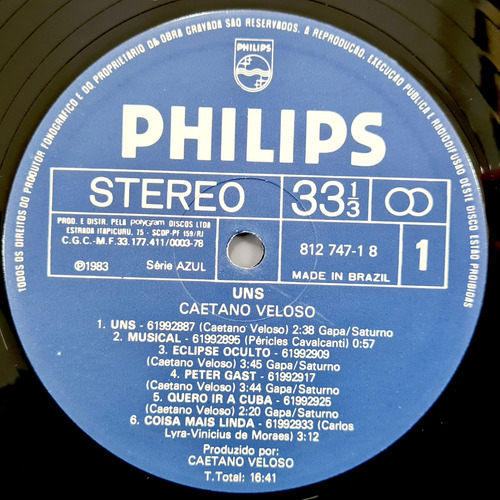 TODOS OS DIREITOS DO PRODUTOR FONOGRÁFICO E DO PROPRIETÁRIO DA OBRA GRAVADA SÃO RESERVADOS. A REPRODUÇÃO, EXECUÇÃO PÚBLICA E RADIODIFUSÃO DESTE DISCO ESTÃO PROIBIDAS
PHILIPS
PHILIPS
STEREO 33 1/3
PROD. E DISTR. PELA polygram DISCOS LTDA
ESTRADA ITAPICURU, 75 - SCDP-PF 159/RJ
C.G.C.-M.F.33.177.411/0003-78
812 747-1 8
1
℗1983 Série AZUL
MADE IN BRAZIL
UNS
CAETANO VELOSO
1. UNS - 61992887 (Caetano Veloso) 2:38 Gapa/Saturno
2. MUSICAL - 61992895 (Péricles Cavalcanti) 0:57
3. ECLIPSE OCULTO - 61992909
(Caetano Veloso) 3:45 Gapa/Saturno
4. PETER GAST - 61992917
(Caetano Veloso) 3:44 Gapa/Saturno
5. QUERO IR A CUBA - 61992925
(Caetano Veloso) 2:20 Gapa/Saturno
6. COISA MAIS LINDA - 61992933 (Carlos
Lyra-Vinicius de Moraes) 3:12
Produzido por:
CAETANO VELOSO
T.Total: 16:41